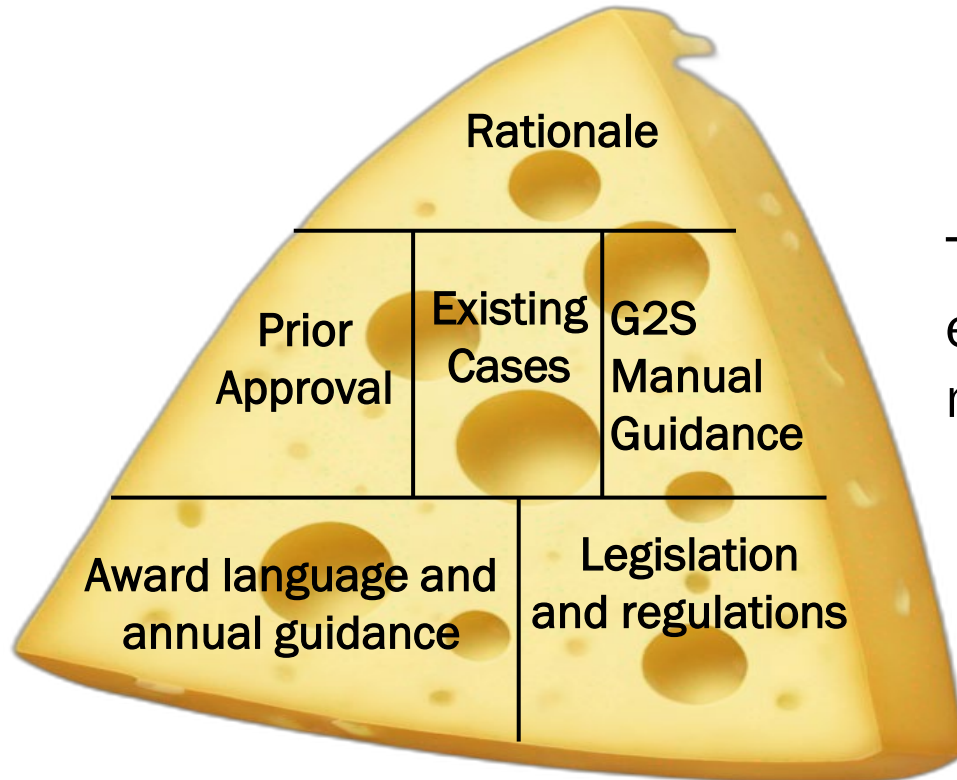 Rationale
Prior
Approval
Existing
Cases
G2S
Manual
Guidance
Award language and
annual guidance
Legislation
and regulations